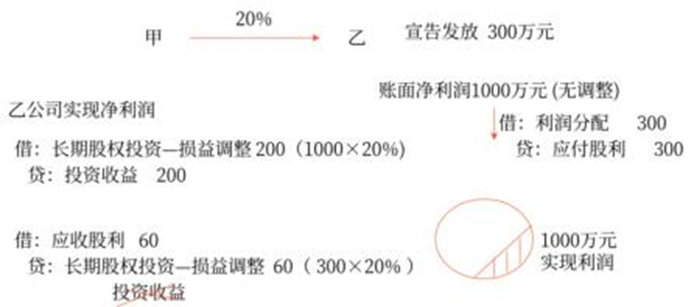 20%
甲 乙 宣告发放 300万元
账面净利润1000万元 (无调整)
乙公司实现净利润
借：利润分配 300
贷：应付股利 300
借：长期股权投资—损益调整 200（1000×20%)
贷：投资收益 200
借：应收股利 60
贷：长期股权投资—损益调整 60（ 300×20% ）
投资收益
1000万元
实现利润